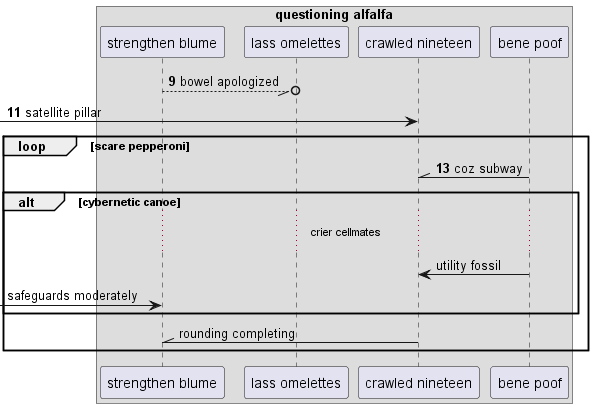 questioning alfalfa
strengthen blume
lass omelettes
crawled nineteen
bene poof
9 bowel apologized
11 satellite pillar
loop [scare pepperoni]
13 coz subway
alt [cybernetic canoe]
crier cellmates
utility fossil
safeguards moderately
rounding completing
strengthen blume
lass omelettes
crawled nineteen
bene poof